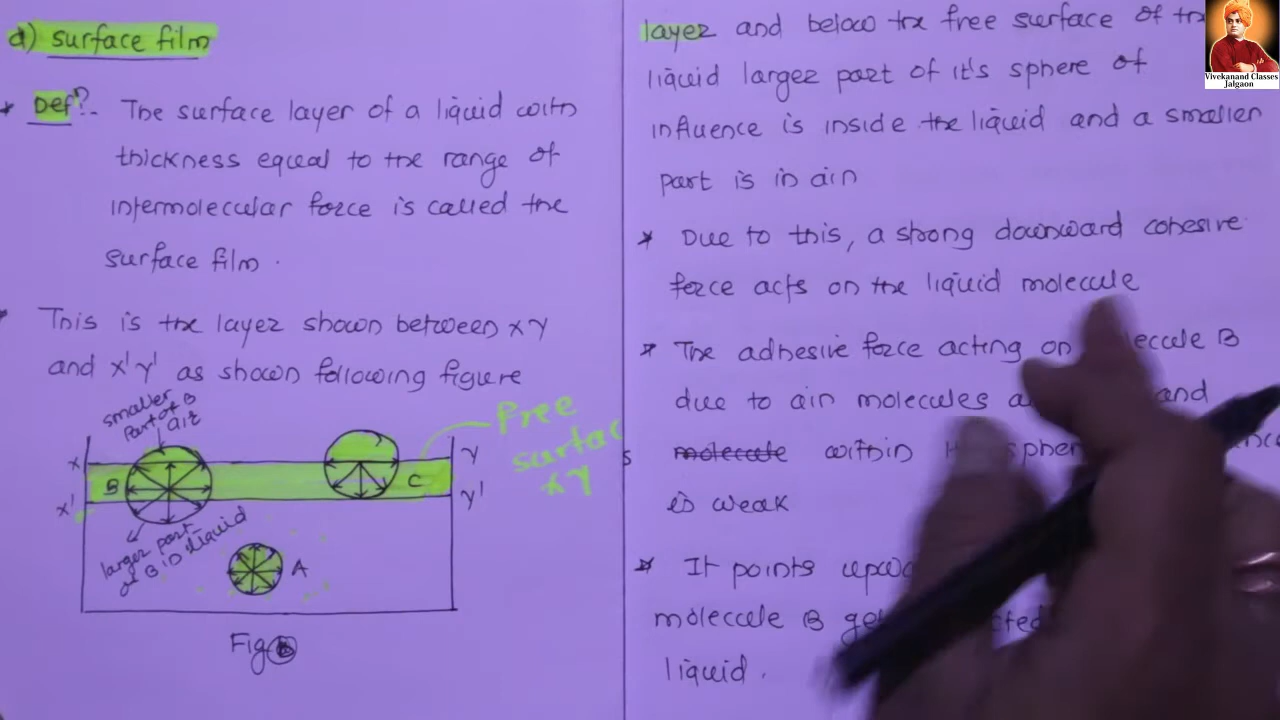 d) surface film
* Defn:- The surface layer of a liquid with
thickness equal to the range of
intermolecular force is called the
surface film.
* This is the layer shown between XY
and X'Y' as shown following figure
smaller
Part of B
air
Free
surface
XY
X
Y
B
C
X'
Y'
larger part
of B in liquid
A
Fig b
layer and below the free surface of the
liquid larger part of it's sphere of
influence is inside the liquid and a smaller
part is in air
* Due to this, a strong downward cohesive
force acts on the liquid molecule
* The adhesive force acting on molecule B
due to air molecules and
molecule within
is weak
* It points
molecule B
liquid.
Vivekanand Classes
Jalgaon